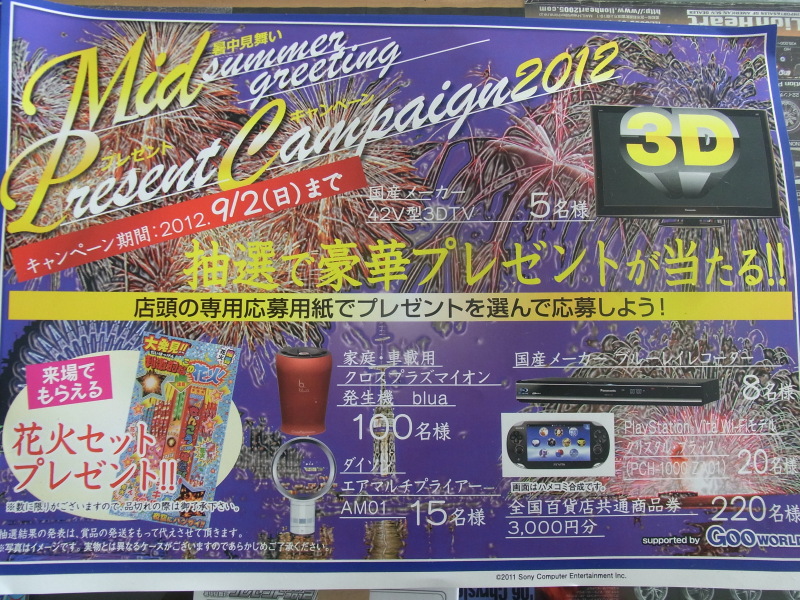 LionHeart
http://www.lionheart2005.com
暑中見舞い
Midsummer
greeting
プレゼント
キャンペーン
Present Campaign2012
キャンペーン期間:2012.9/2(日)まで
国産メーカー
42V型3DTV 5名様
3D
抽選で豪華プレゼントが当たる!!
店頭の専用応募用紙でプレゼントを選んで応募しよう!
来場で
もらえる
花火セット
プレゼント!!
※数に限りがございますので、品切れの際は御了承下さい。
大発見!!
花火
家庭・車載用
クロスプラズマイオン
発生機 blua
100名様
ダイソン
エアマルチプライアー
AM01 15名様
国産メーカー ブルーレイレコーダー
8名様
PlayStation Vita Wi-Fiモデル
クリスタル・ブラック
(PCH-1000 ZA01) 20名様
画面はハメコミ合成です。
全国百貨店共通商品券
3,000円分 220名様
抽選結果の発表は、賞品の発送をもって代えさせて頂きます。
※写真はイメージです。実物とは異なるケースがございますのであらかじめご了承ください。
supported by GOOWORLD
©2011 Sony Computer Entertainment Inc.